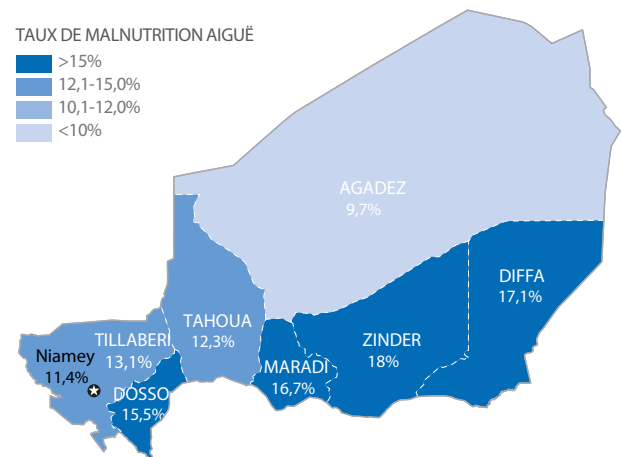 TAUX DE MALNUTRITION AIGUË
>15%
12,1-15,0%
10,1-12,0%
<10%
AGADEZ
9,7%
DIFFA
17,1%
TAHOUA
12,3%
ZINDER
18%
TILLABERI
13,1%
Niamey
11,4%
MARADI
16,7%
DOSSO
15,5%